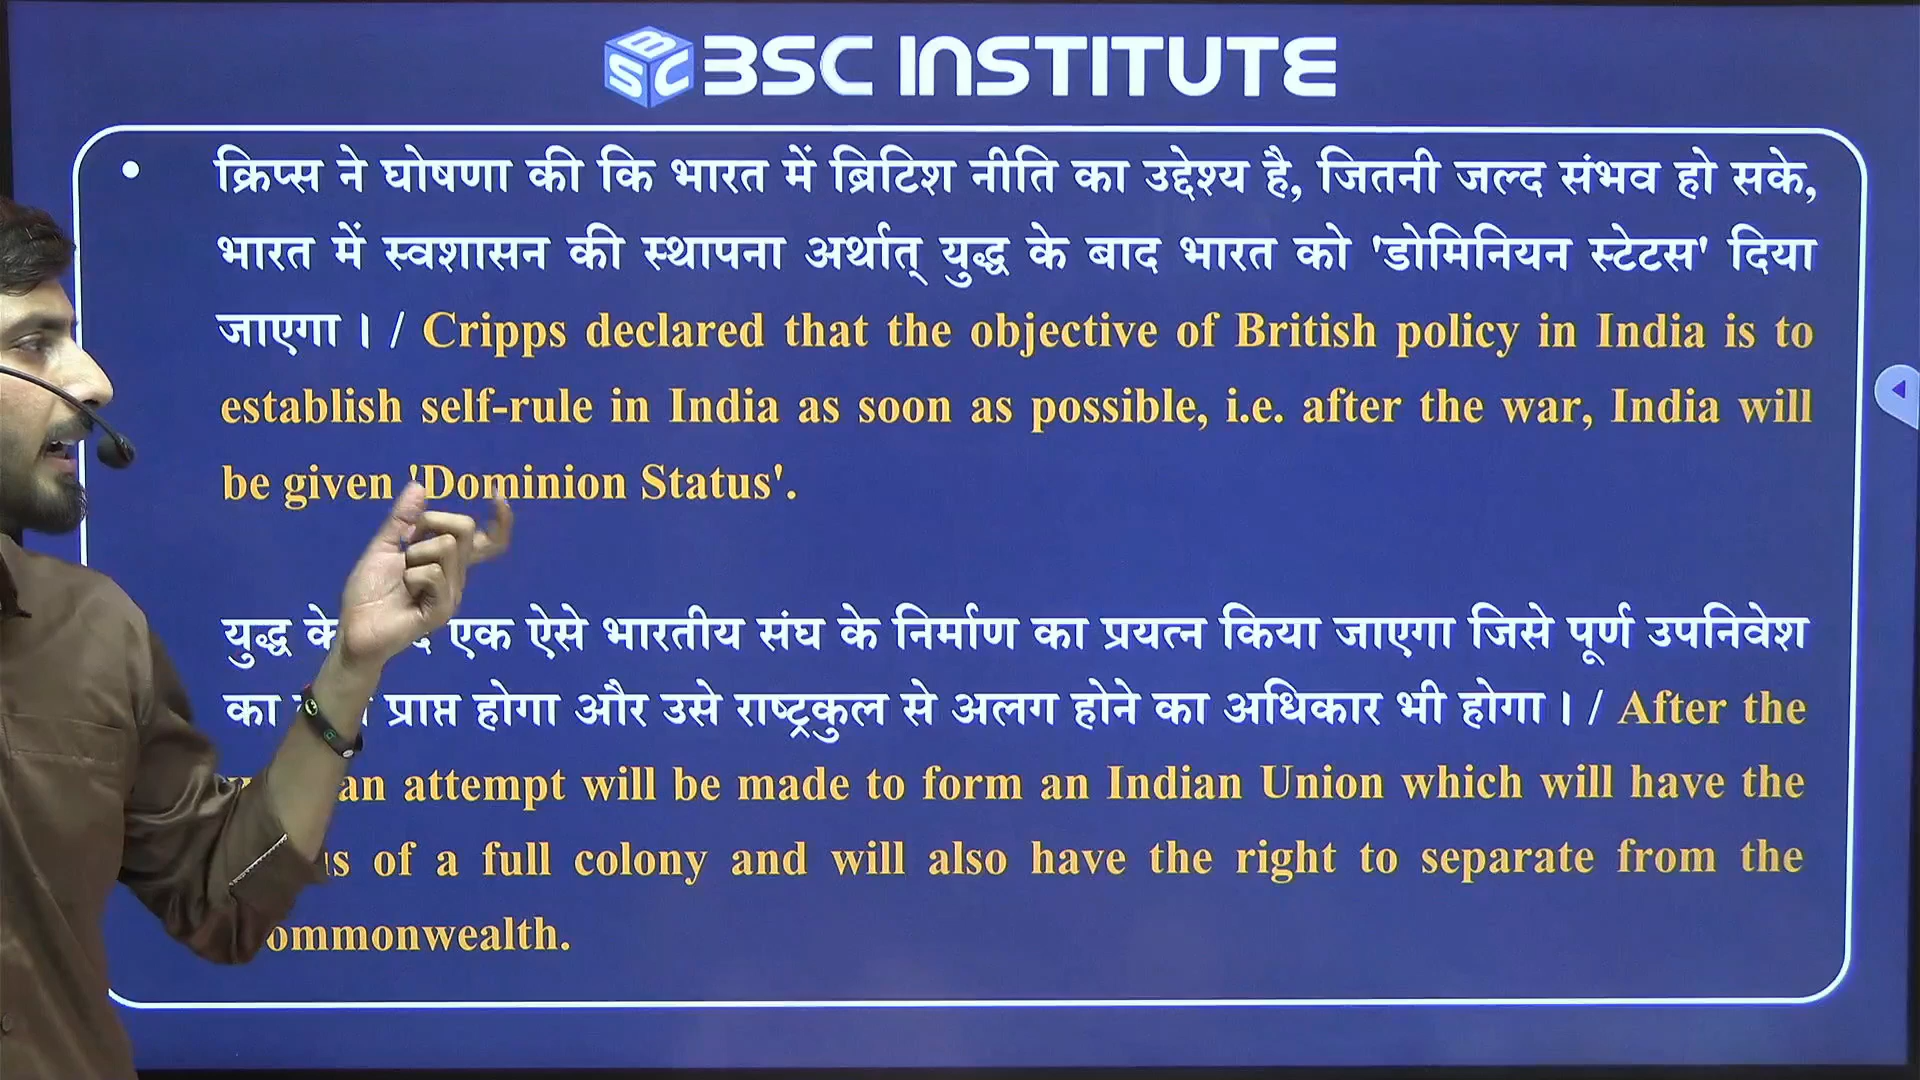 BSC
BSC INSTITUTE
• क्रिप्स ने घोषणा की कि भारत में ब्रिटिश नीति का उद्देश्य है, जितनी जल्द संभव हो सके,
भारत में स्वशासन की स्थापना अर्थात् युद्ध के बाद भारत को 'डोमिनियन स्टेटस' दिया
जाएगा। / Cripps declared that the objective of British policy in India is to
establish self-rule in India as soon as possible, i.e. after the war, India will
be given 'Dominion Status'.
युद्ध के एक ऐसे भारतीय संघ के निर्माण का प्रयत्न किया जाएगा जिसे पूर्ण उपनिवेश
का प्राप्त होगा और उसे राष्ट्रकुल से अलग होने का अधिकार भी होगा। / After the
an attempt will be made to form an Indian Union which will have the
of a full colony and will also have the right to separate from the
ommonwealth.